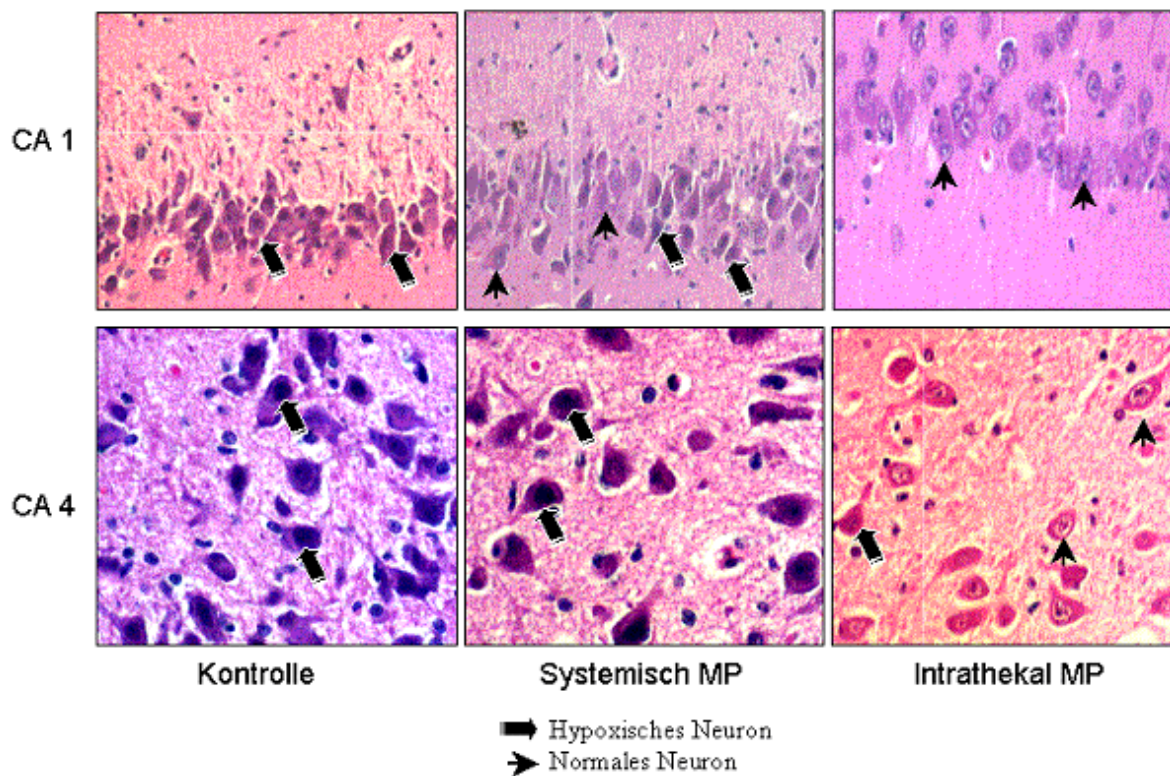 CA 1
CA 4
Kontrolle
Systemisch MP
Intrathekal MP
Hypoxisches Neuron
Normales Neuron